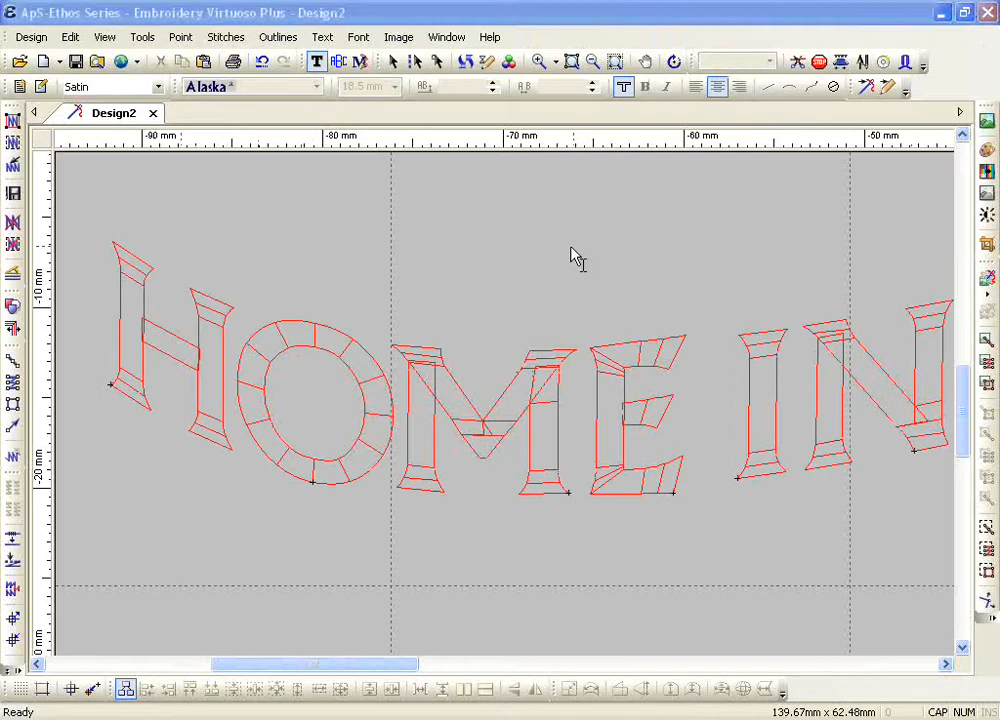 ApS-Ethos Series - Embroidery Virtuoso Plus - Design2
Design Edit View Tools Point Stitches Outlines Text Font Image Window Help
Satin Alaska A 18.5 mm
Design2
-90 mm -80 mm -70 mm -60 mm -50 mm
-10 mm
HOME IN
-20 mm
0 mm
Ready 139.67mm x 62.48mm 0 CAP NUM INS